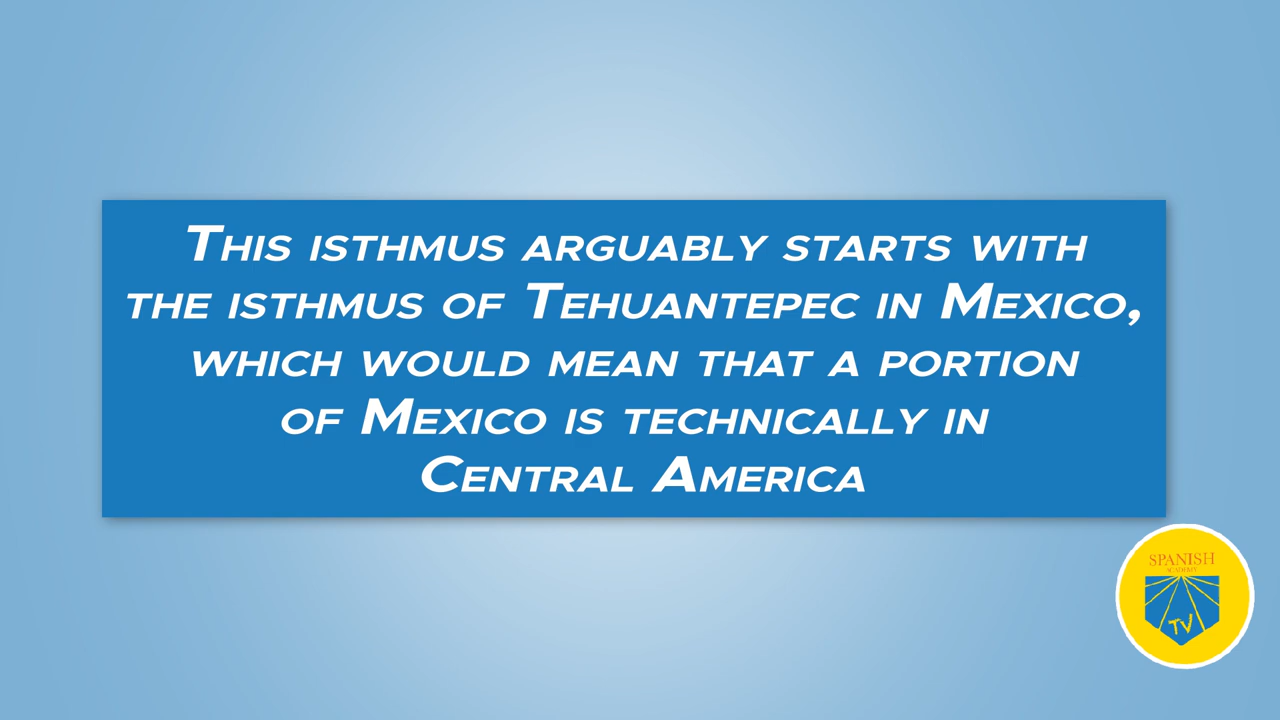 This isthmus arguably starts with
the isthmus of Tehuantepec in Mexico,
which would mean that a portion
of Mexico is technically in
Central America
SPANISH
ACADEMY
TV